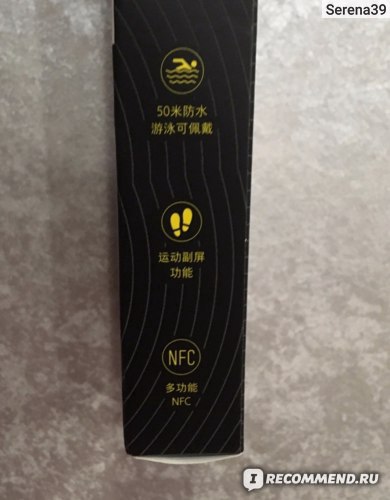 Serena39
50米防水
游泳可佩戴
运动副屏
功能
NFC
多功能
NFC
IRECOMMEND.RU